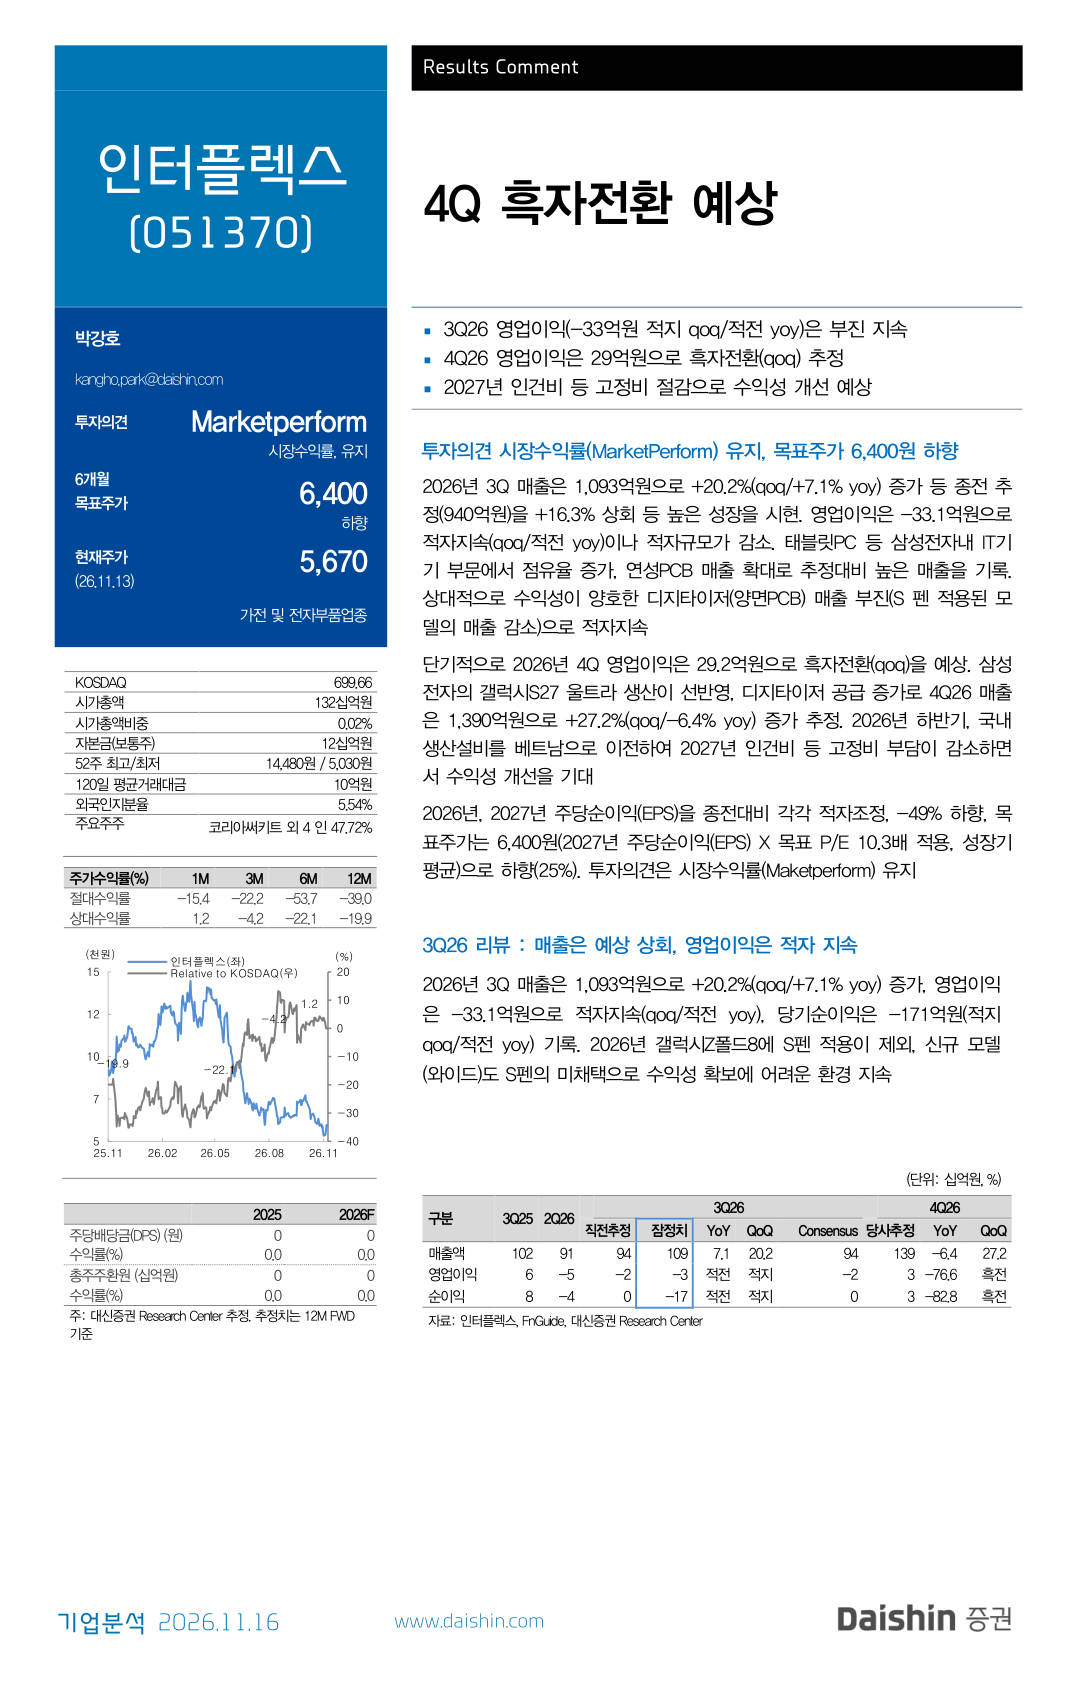 Results Comment
인터플렉스
(051370)
4Q 흑자전환 예상
박강호
kangho.park@daishin.com
투자의견 Marketperform
시장수익률, 유지
6개월
목표주가 6,400
하향
현재주가 5,670
(26.11.13)
가전 및 전자부품업종
▪ 3Q26 영업이익(-33억원 적지 qoq/적전 yoy)은 부진 지속
▪ 4Q26 영업이익은 29억원으로 흑자전환(qoq) 추정
▪ 2027년 인건비 등 고정비 절감으로 수익성 개선 예상
투자의견 시장수익률(MarketPerform) 유지, 목표주가 6,400원 하향
2026년 3Q 매출은 1,093억원으로 +20.2%(qoq/+7.1% yoy) 증가 등 종전 추
정(940억원)을 +16.3% 상회 등 높은 성장을 시현. 영업이익은 -33.1억원으로
적자지속(qoq/적전 yoy)이나 적자규모가 감소. 태블릿PC 등 삼성전자내 IT기
기 부문에서 점유율 증가, 연성PCB 매출 확대로 추정대비 높은 매출을 기록.
상대적으로 수익성이 양호한 디지타이저(양면PCB) 매출 부진(S 펜 적용된 모
델의 매출 감소)으로 적자지속
단기적으로 2026년 4Q 영업이익은 29.2억원으로 흑자전환(qoq)을 예상. 삼성
전자의 갤럭시S27 울트라 생산이 선반영, 디지타이저 공급 증가로 4Q26 매출
은 1,390억원으로 +27.2%(qoq/-6.4% yoy) 증가 추정. 2026년 하반기, 국내
생산설비를 베트남으로 이전하여 2027년 인건비 등 고정비 부담이 감소하면
서 수익성 개선을 기대
2026년, 2027년 주당순이익(EPS)을 종전대비 각각 적자조정, -49% 하향, 목
표주가는 6,400원(2027년 주당순이익(EPS) X 목표 P/E 10.3배 적용, 성장기
평균)으로 하향(25%). 투자의견은 시장수익률(Maketperform) 유지
3Q26 리뷰 : 매출은 예상 상회, 영업이익은 적자 지속
2026년 3Q 매출은 1,093억원으로 +20.2%(qoq/+7.1% yoy) 증가, 영업이익
은 -33.1억원으로 적자지속(qoq/적전 yoy), 당기순이익은 -171억원(적지
qoq/적전 yoy) 기록. 2026년 갤럭시Z폴드8에 S펜 적용이 제외, 신규 모델
(와이드)도 S펜의 미채택으로 수익성 확보에 어려운 환경 지속
KOSDAQ 699.66
시가총액 132십억원
시가총액비중 0.02%
자본금(보통주) 12십억원
52주 최고/최저 14,480원 / 5,030원
120일 평균거래대금 10억원
외국인지분율 5.54%
주요주주 코리아써키트 외 4 인 47.72%
주가수익률(%) 1M 3M 6M 12M
절대수익률 -15.4 -22.2 -53.7 -39.0
상대수익률 1.2 -4.2 -22.1 -19.9
(천원) 인터플렉스(좌) (%)
Relative to KOSDAQ(우)
15 20
12 10
0
10 -10
-20
7 -30
5 -40
-19.9 -22.1 -4.2 1.2
25.11 26.02 26.05 26.08 26.11
2025 2026F
주당배당금(DPS) (원) 0 0
수익률(%) 0.0 0.0
총주주환원 (십억원) 0 0
수익률(%) 0.0 0.0
주: 대신증권 Research Center 추정, 추정치는 12M FWD
기준
(단위: 십억원, %)
구분 3Q25 2Q26 3Q26 4Q26
직전추정 잠정치 YoY QoQ Consensus 당사추정 YoY QoQ
매출액 102 91 94 109 7.1 20.2 94 139 -6.4 27.2
영업이익 6 -5 -2 -3 적전 적지 -2 3 -76.6 흑전
순이익 8 -4 0 -17 적전 적지 0 3 -82.8 흑전
자료: 인터플렉스, FnGuide, 대신증권 Research Center
기업분석 2026.11.16
www.daishin.com
Daishin 증권